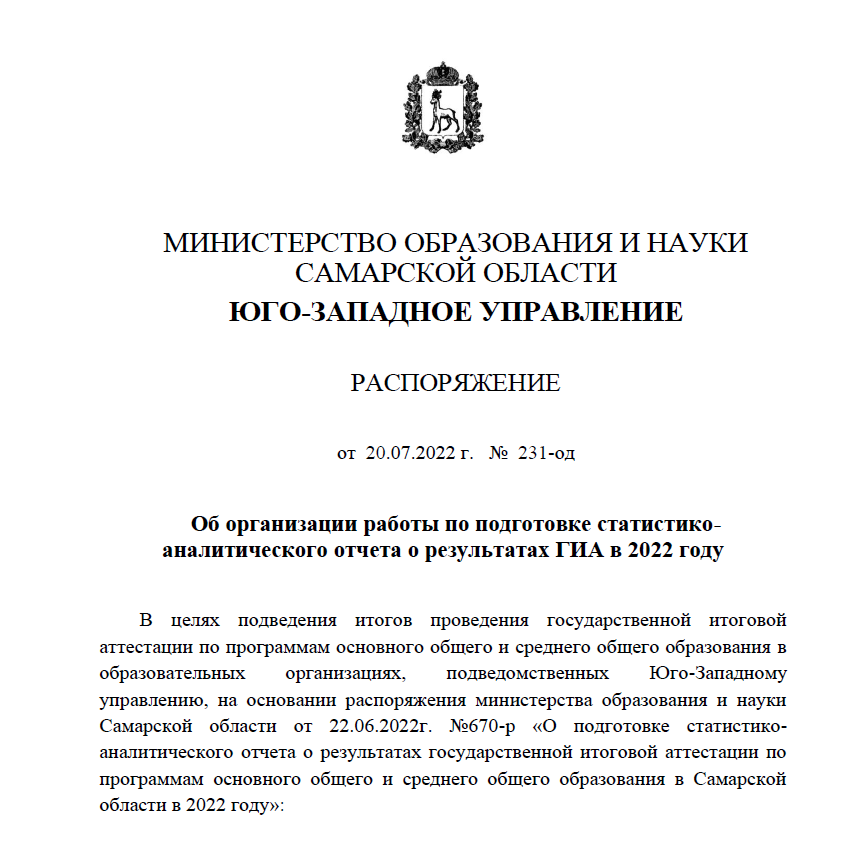 МИНИСТЕРСТВО ОБРАЗОВАНИЯ И НАУКИ
САМАРСКОЙ ОБЛАСТИ
ЮГО-ЗАПАДНОЕ УПРАВЛЕНИЕ
РАСПОРЯЖЕНИЕ
от 20.07.2022 г. № 231-од
Об организации работы по подготовке статистико-
аналитического отчета о результатах ГИА в 2022 году
В целях подведения итогов проведения государственной итоговой
аттестации по программам основного общего и среднего общего образования в
образовательных организациях, подведомственных Юго-Западному
управлению, на основании распоряжения министерства образования и науки
Самарской области от 22.06.2022г. №670-р «О подготовке статистико-
аналитического отчета о результатах государственной итоговой аттестации по
программам основного общего и среднего общего образования в Самарской
области в 2022 году»: